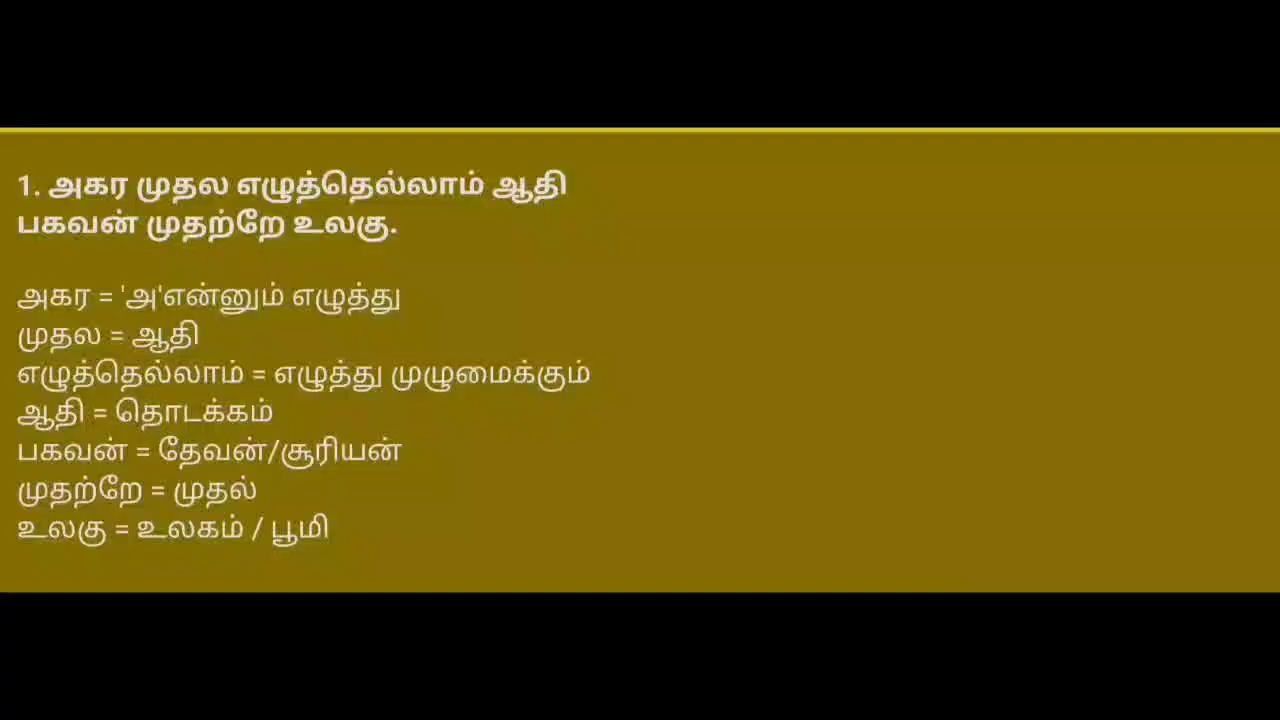 1. அகர முதல எழுத்தெல்லாம் ஆதி
பகவன் முதற்றே உலகு.
அகர = 'அ'என்னும் எழுத்து
முதல = ஆதி
எழுத்தெல்லாம் = எழுத்து முழுமைக்கும்
ஆதி = தொடக்கம்
பகவன் = தேவன்/சூரியன்
முதற்றே = முதல்
உலகு = உலகம் / பூமி